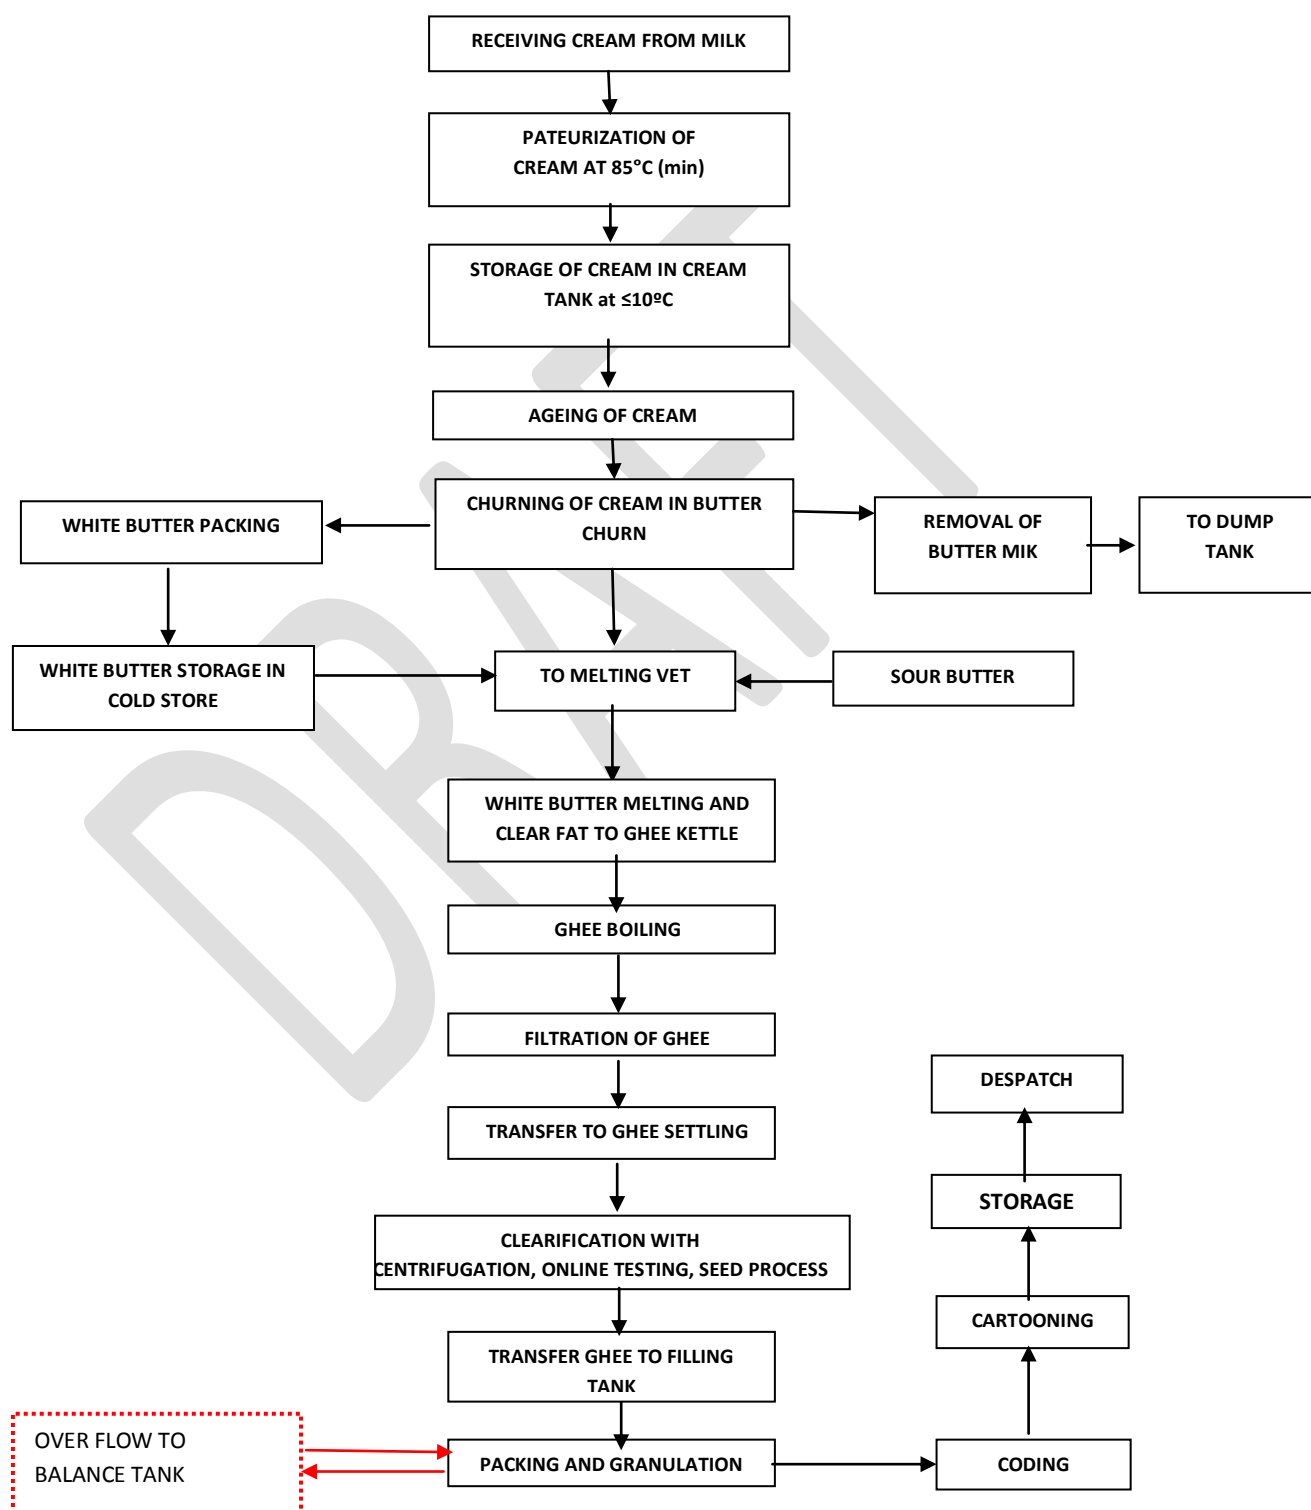 RECEIVING CREAM FROM MILK
PATEURIZATION OF
CREAM AT 85°C (min)
STORAGE OF CREAM IN CREAM
TANK at ≤10ºC
AGEING OF CREAM
CHURNING OF CREAM IN BUTTER
CHURN
WHITE BUTTER PACKING
REMOVAL OF
BUTTER MIK
TO DUMP
TANK
WHITE BUTTER STORAGE IN
COLD STORE
TO MELTING VET
SOUR BUTTER
WHITE BUTTER MELTING AND
CLEAR FAT TO GHEE KETTLE
GHEE BOILING
FILTRATION OF GHEE
TRANSFER TO GHEE SETTLING
CLEARIFICATION WITH
CENTRIFUGATION, ONLINE TESTING, SEED PROCESS
TRANSFER GHEE TO FILLING
TANK
OVER FLOW TO
BALANCE TANK
PACKING AND GRANULATION
CODING
CARTOONING
STORAGE
DESPATCH
DRAFT